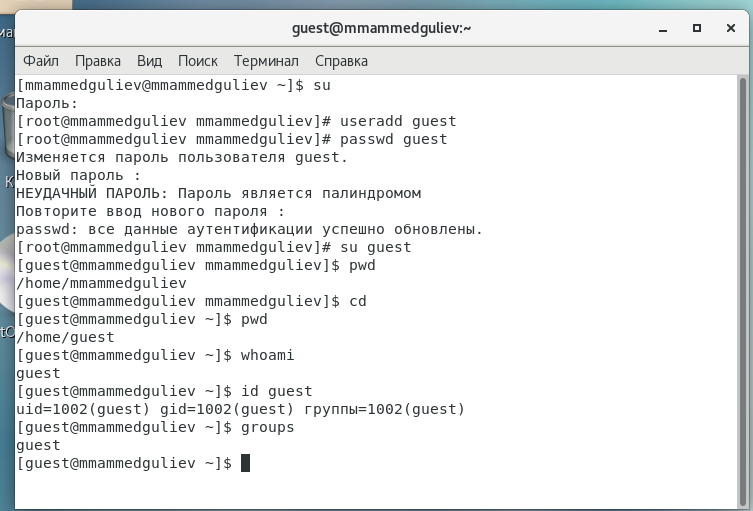 guest@mmammedguliev:~
Файл Правка Вид Поиск Терминал Справка
[mmammedguliev@mmammedguliev ~]$ su
Пароль:
[root@mmammedguliev mmammedguliev]# useradd guest
[root@mmammedguliev mmammedguliev]# passwd guest
Изменяется пароль пользователя guest.
Новый пароль :
НЕУДАЧНЫЙ ПАРОЛЬ: Пароль является палиндромом
Повторите ввод нового пароля :
passwd: все данные аутентификации успешно обновлены.
[root@mmammedguliev mmammedguliev]# su guest
[guest@mmammedguliev mmammedguliev]$ pwd
/home/mmammedguliev
[guest@mmammedguliev mmammedguliev]$ cd
[guest@mmammedguliev ~]$ pwd
/home/guest
[guest@mmammedguliev ~]$ whoami
guest
[guest@mmammedguliev ~]$ id guest
uid=1002(guest) gid=1002(guest) группы=1002(guest)
[guest@mmammedguliev ~]$ groups
guest
[guest@mmammedguliev ~]$